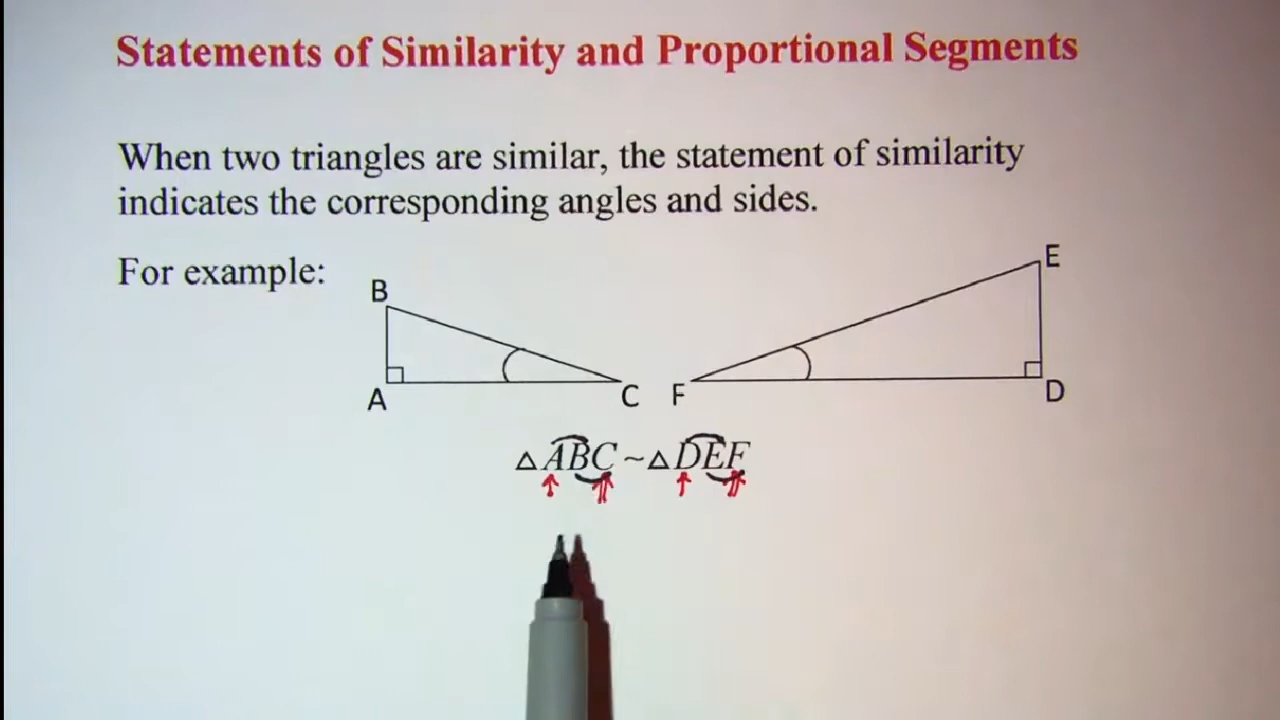 Statements of Similarity and Proportional Segments
When two triangles are similar, the statement of similarity
indicates the corresponding angles and sides.
For example:
B
E
A
C
F
D
△ABC ~ △DEF